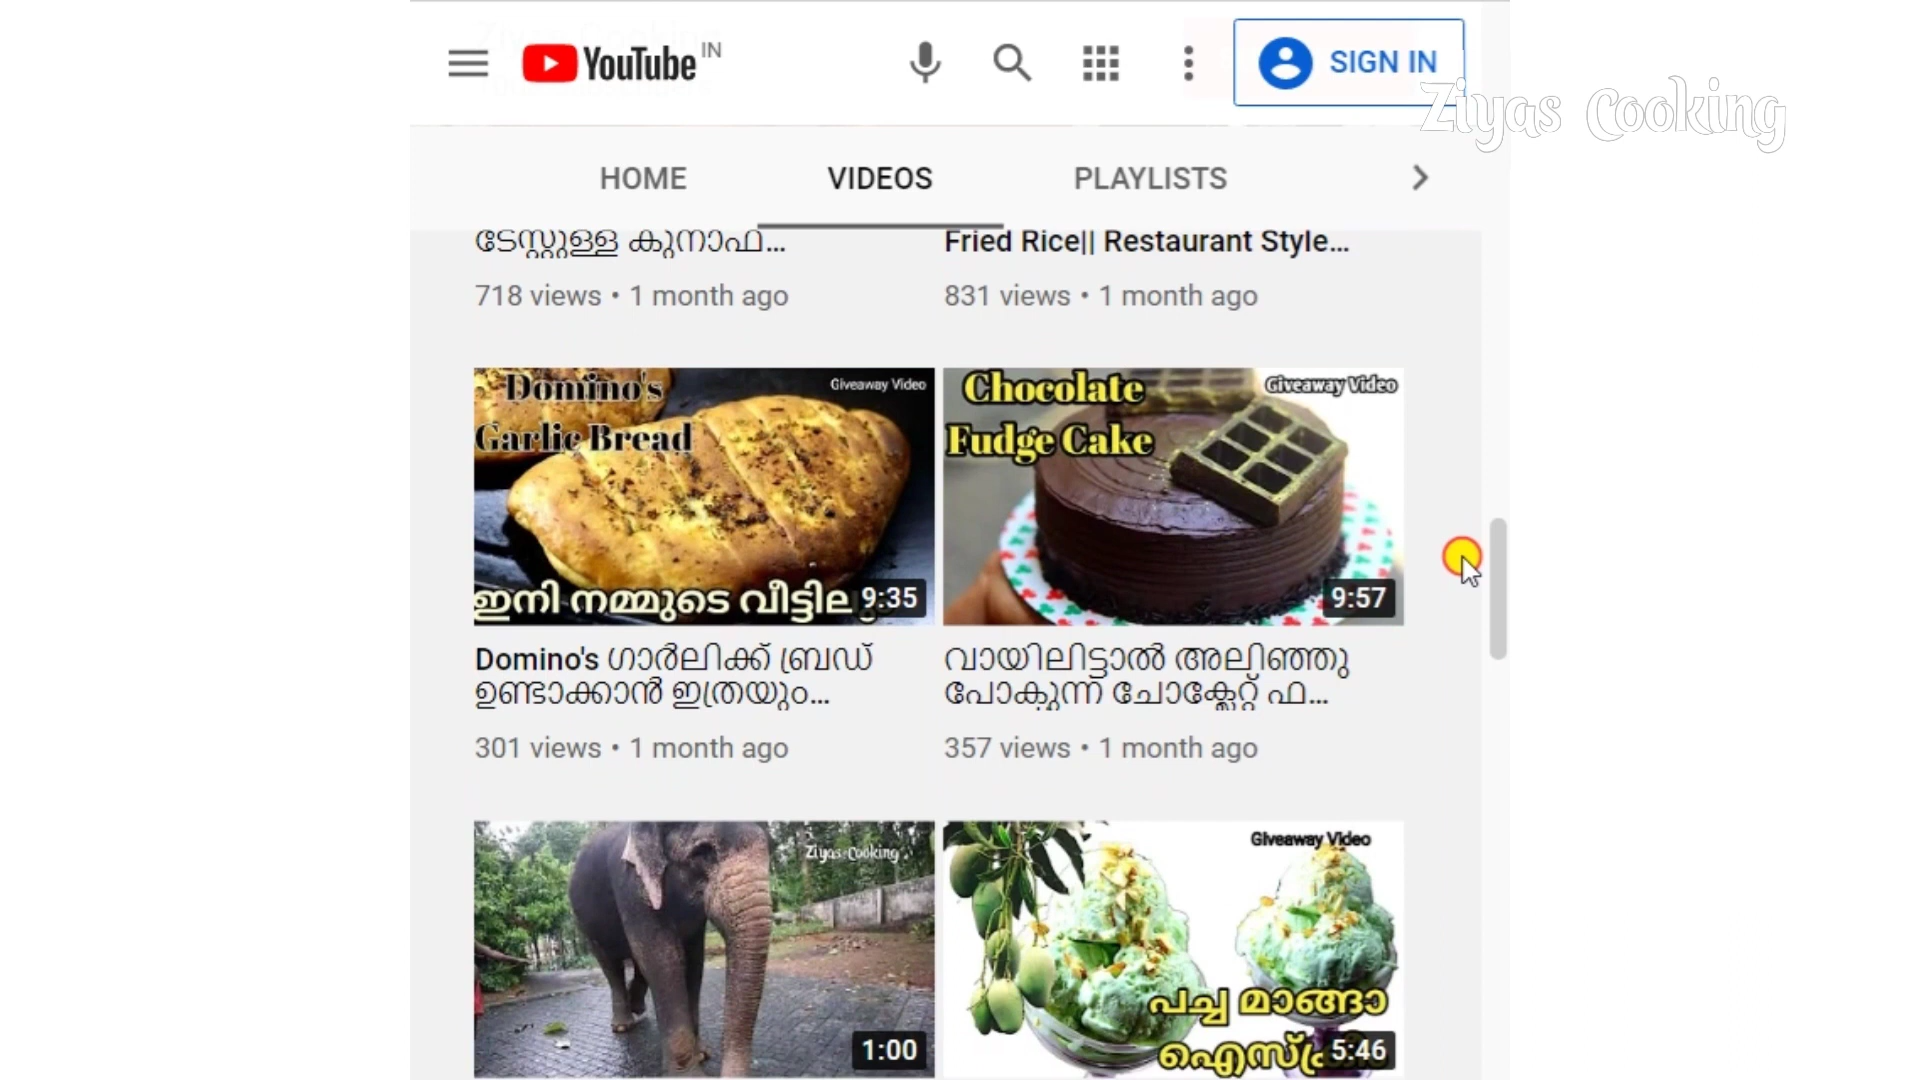 YouTube IN
SIGN IN
Ziyas Cooking
HOME VIDEOS PLAYLISTS
ടേസ്റ്റുള്ള കുനാഫ...
Fried Rice|| Restaurant Style...
718 views • 1 month ago
831 views • 1 month ago
Domino's
Garlic Bread
Giveaway Video
ഇനി നമ്മുടെ വീട്ടില
9:35
Chocolate
Fudge Cake
Giveaway Video
9:57
Domino's ഗാർലിക്ക് ബ്രഡ്
ഉണ്ടാക്കാൻ ഇത്രയും...
301 views • 1 month ago
വായിലിട്ടാൽ അലിഞ്ഞു
പോകുന്ന ചോക്ലേറ്റ് ഫ...
357 views • 1 month ago
Ziyas Cooking
1:00
Giveaway Video
പച്ച മാങ്ങാ
5:46